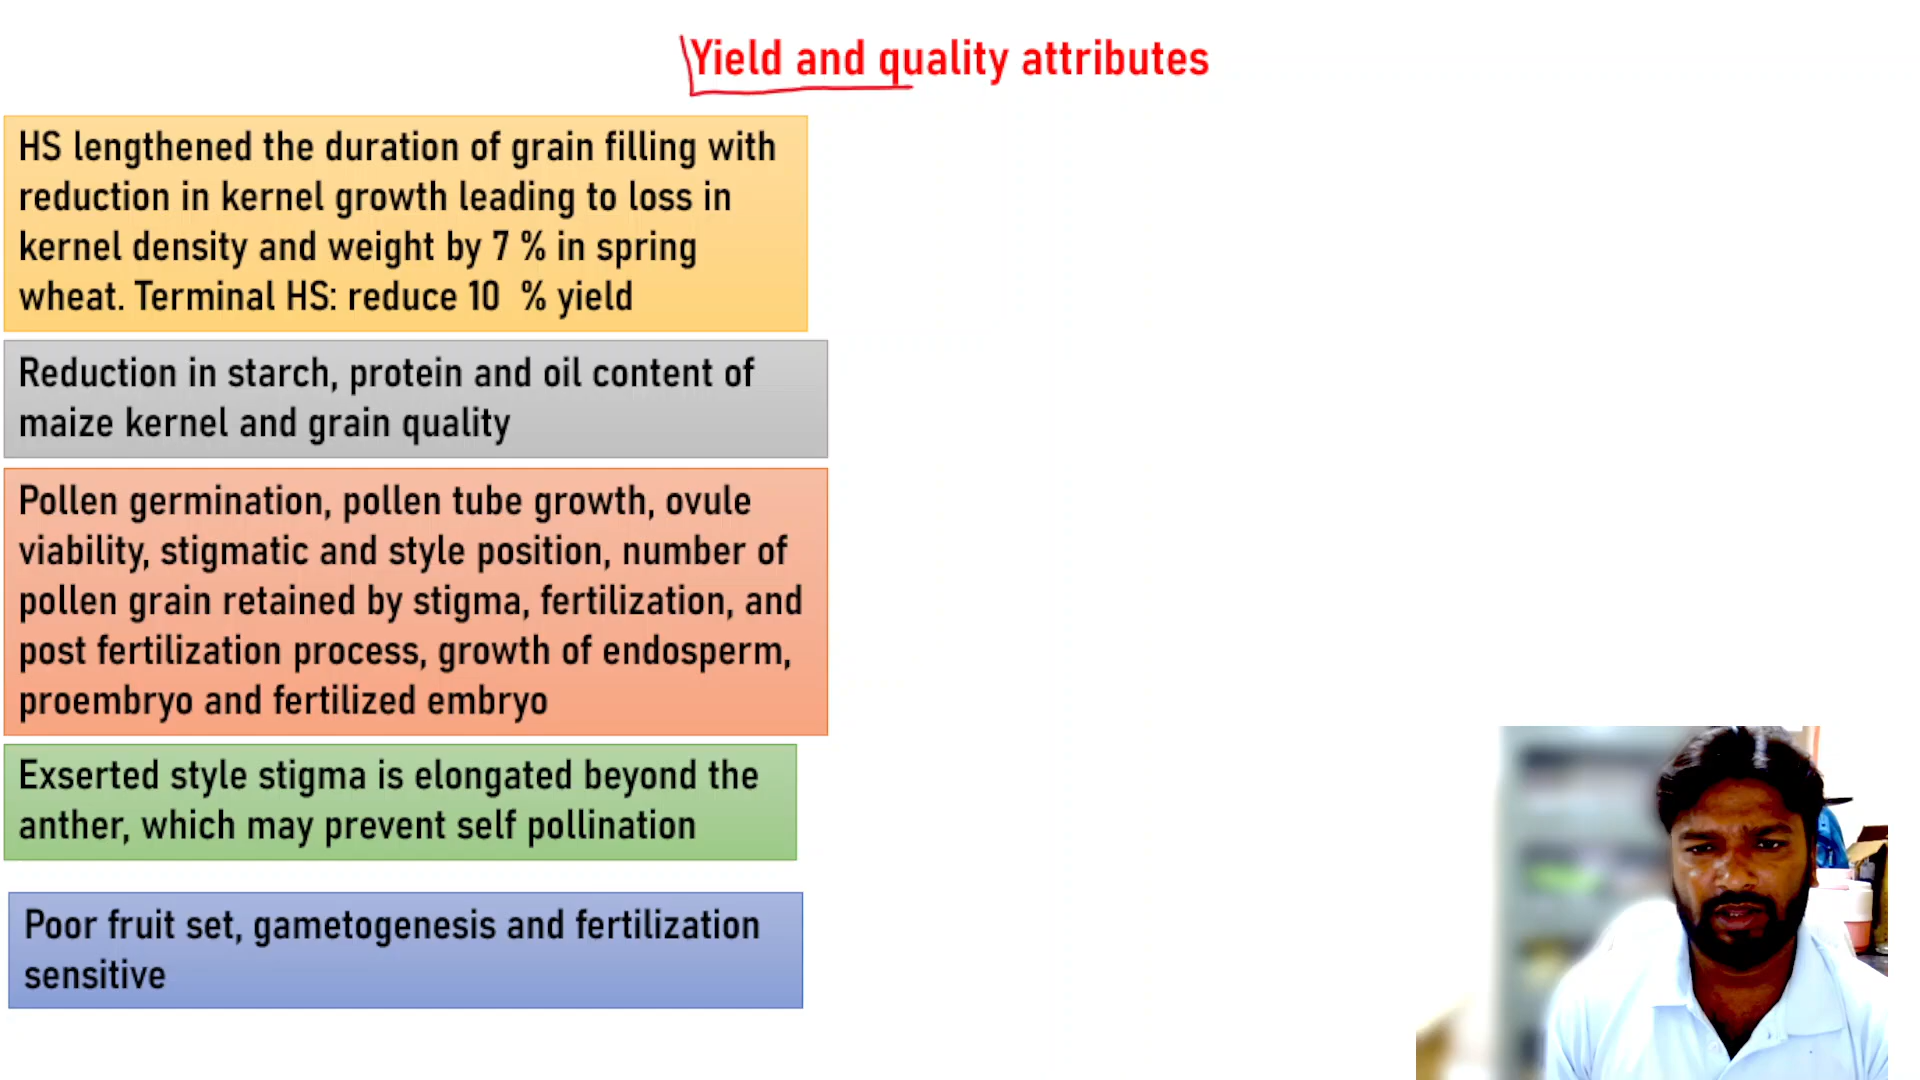 Yield and quality attributes
HS lengthened the duration of grain filling with
reduction in kernel growth leading to loss in
kernel density and weight by 7 % in spring
wheat. Terminal HS: reduce 10 % yield
Reduction in starch, protein and oil content of
maize kernel and grain quality
Pollen germination, pollen tube growth, ovule
viability, stigmatic and style position, number of
pollen grain retained by stigma, fertilization, and
post fertilization process, growth of endosperm,
proembryo and fertilized embryo
Exserted style stigma is elongated beyond the
anther, which may prevent self pollination
Poor fruit set, gametogenesis and fertilization
sensitive